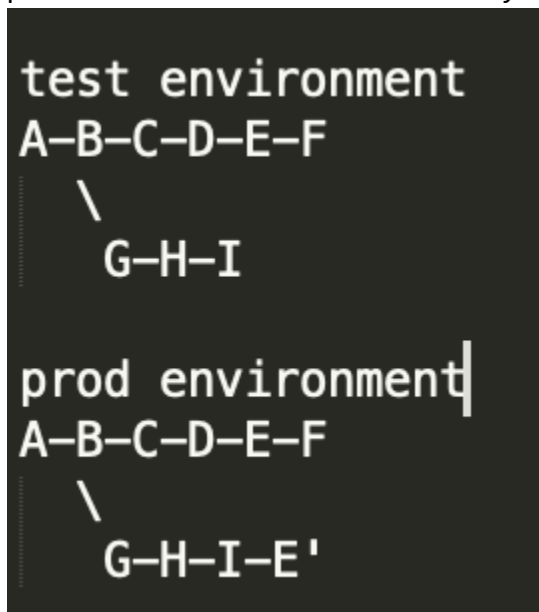 test environment
A–B–C–D–E–F
\
G–H–I
prod environment
A–B–C–D–E–F
\
G–H–I–E'